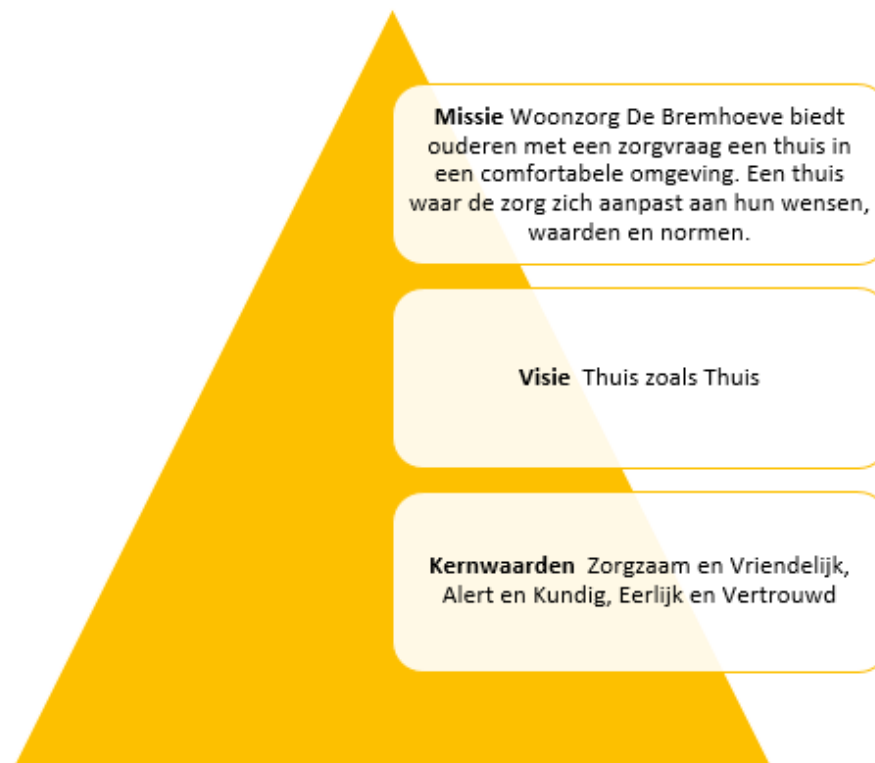 Missie Woonzorg De Bremhoeve biedt
ouderen met een zorgvraag een thuis in
een comfortabele omgeving. Een thuis
waar de zorg zich aanpast aan hun wensen,
waarden en normen.
Visie Thuis zoals Thuis
Kernwaarden Zorgzaam en Vriendelijk,
Alert en Kundig, Eerlijk en Vertrouwd